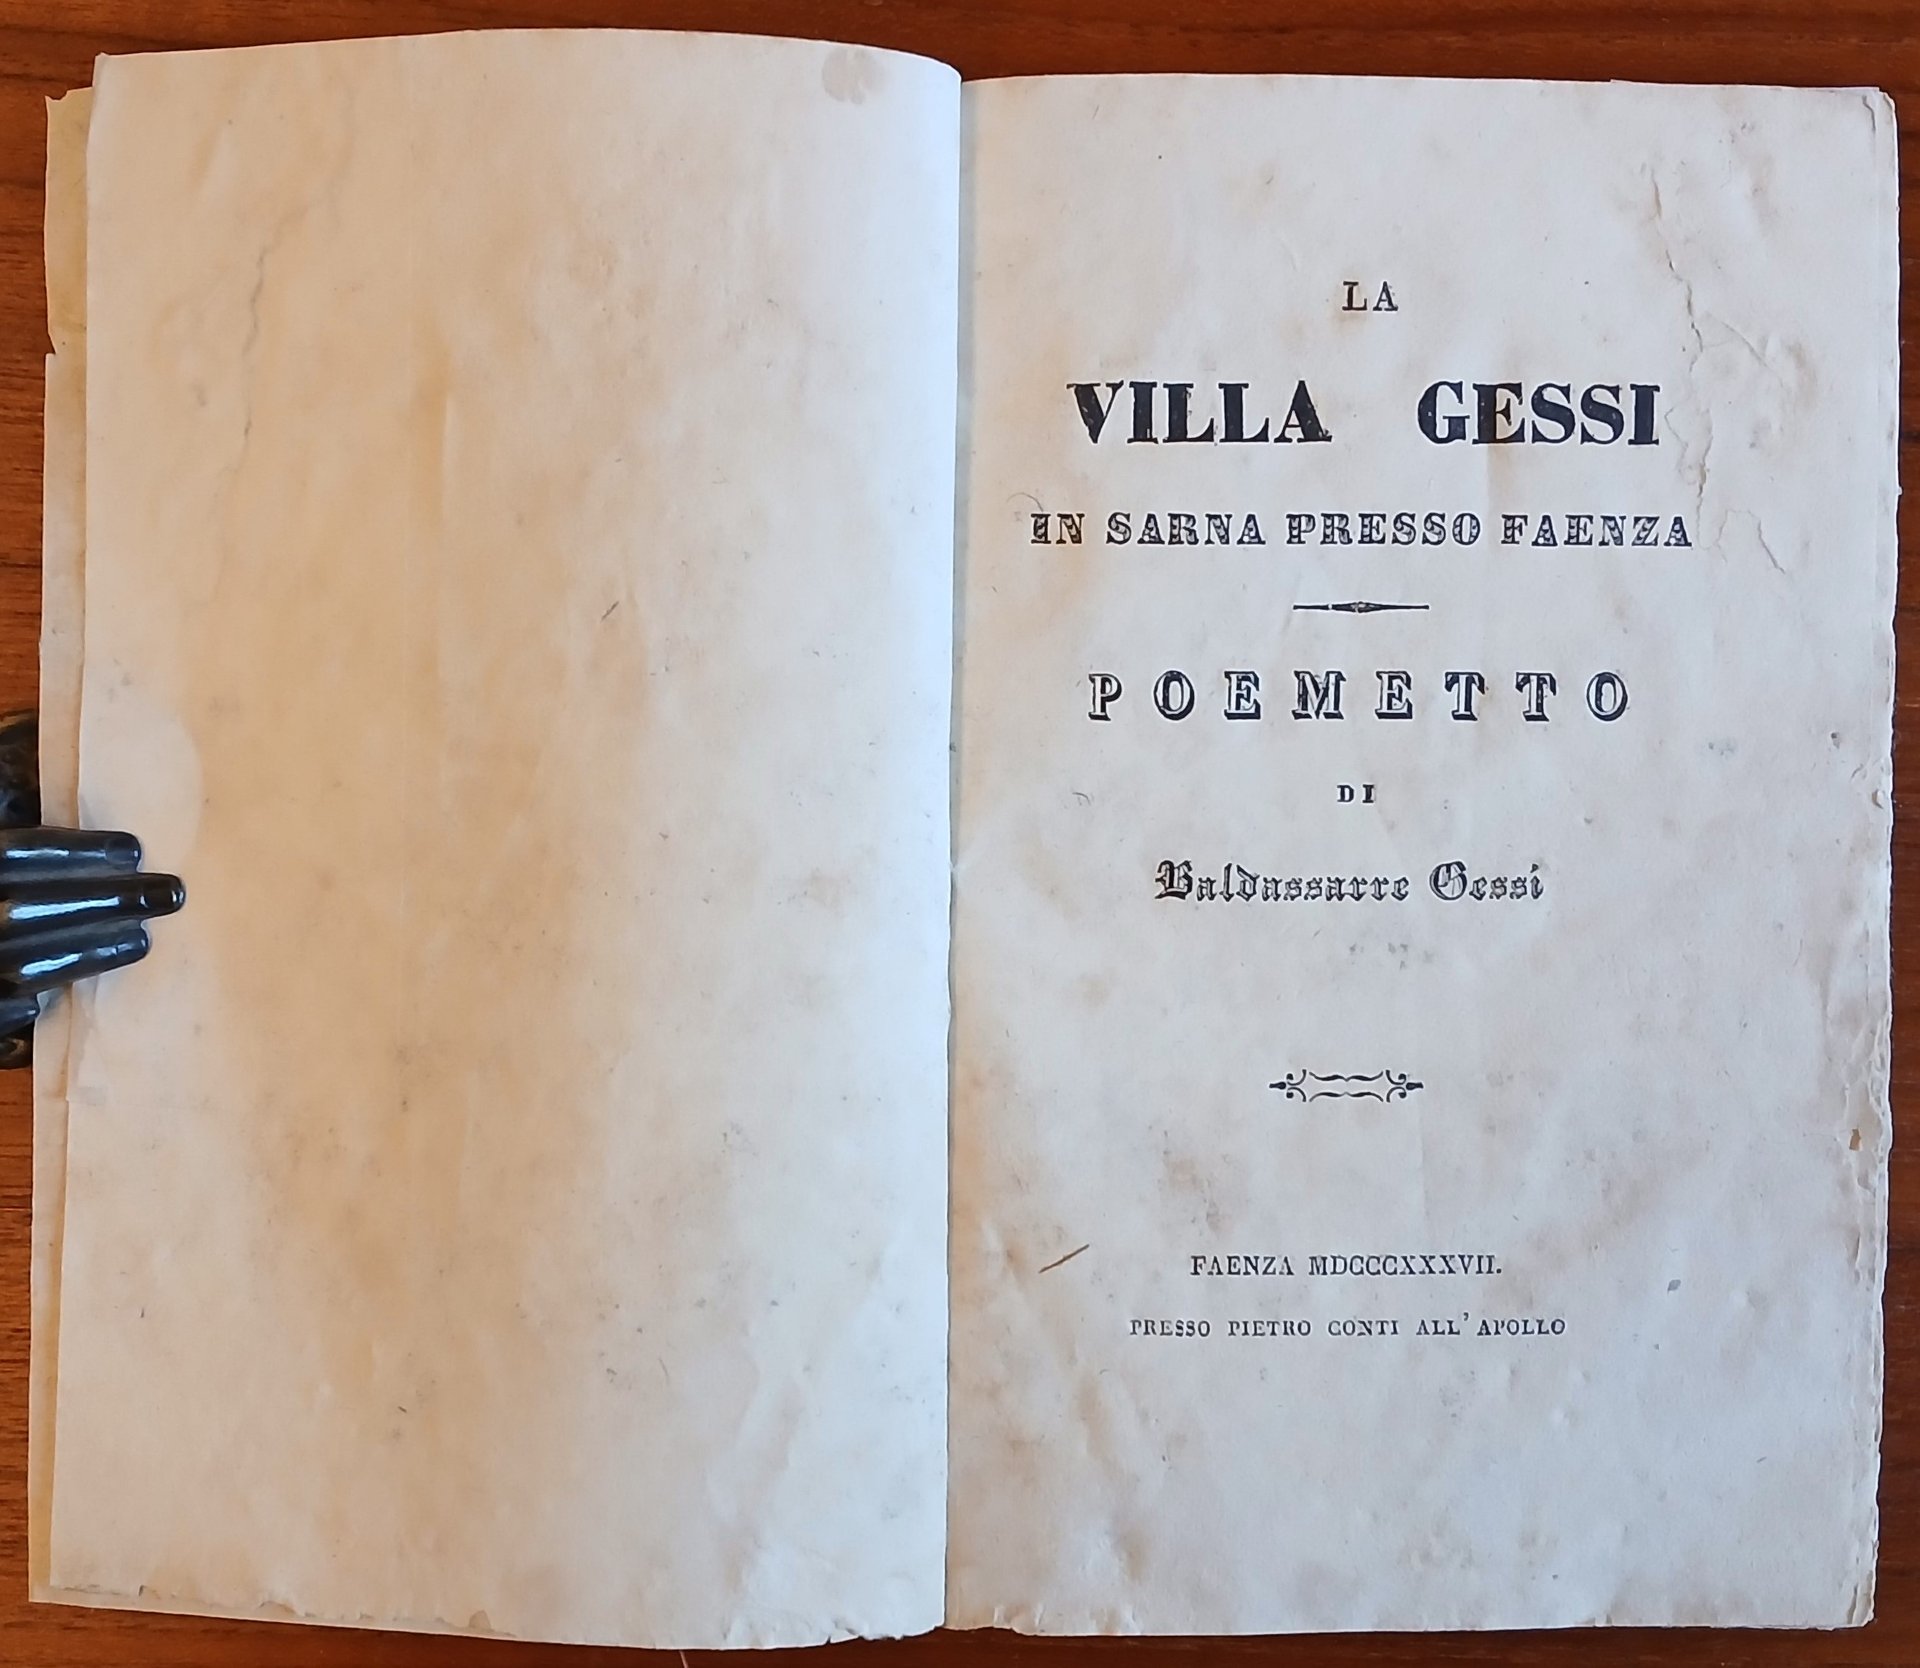 LA
VILLA GESSI
IN SARNA PRESSO FAENZA
POEMETTO
DI
Baldassarre Gessi
FAENZA MDCCCXXXVII.
PRESSO PIETRO CONTI ALL' APOLLO